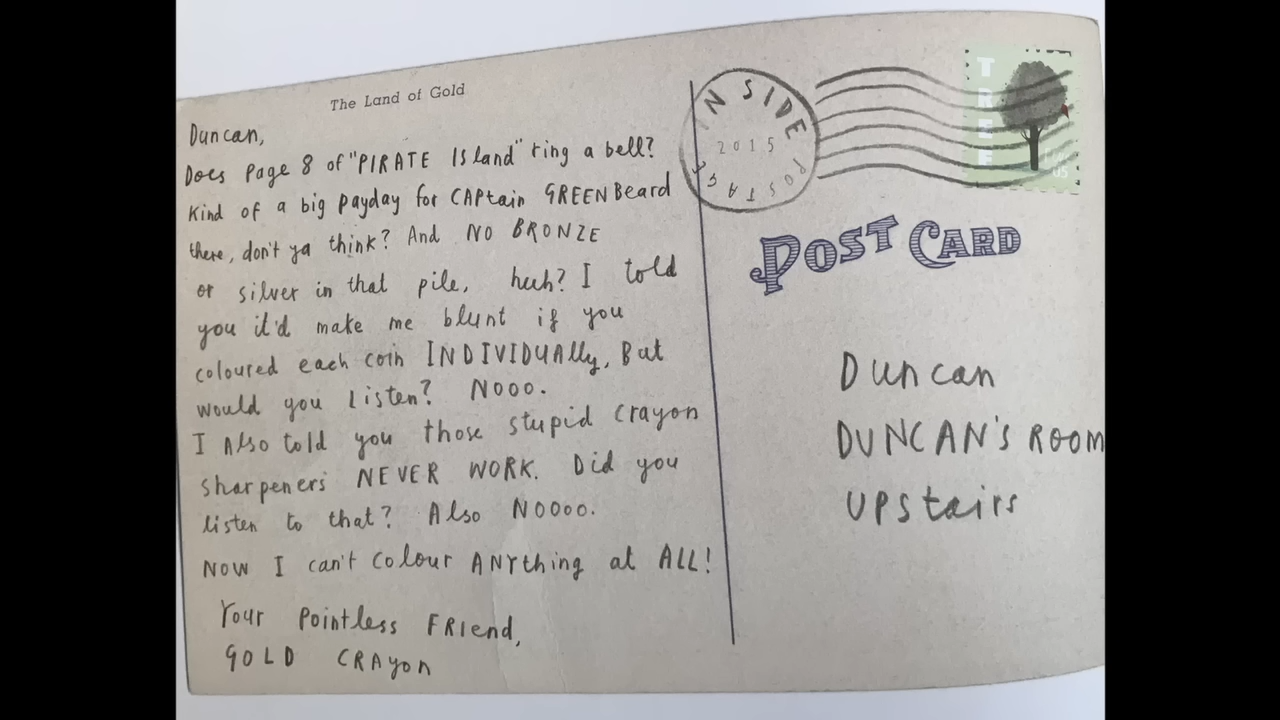 The Land of Gold
Duncan,
Does Page 8 of "PIRATE Island" ring a bell?
Kind of a big payday for CAPtain GREENBeard
there, don't ya think? And NO BRONZE
or silver in that pile, huh? I told
you it'd make me blunt if you
coloured each coin INDIVIDUAlly, But
would you listen? NOOO.
I Also told you those stupid crayon
sharpeners NEVER WORK. Did you
listen to that? Also NOOOO.
NOW I can't colour ANYthing at ALL!
Your Pointless FRIend,
GOLD CRAyon
INSIDE
2015
POSTAGE
TREE
US
POST CARD
Duncan
DUNCAN'S ROOM
UPstairs